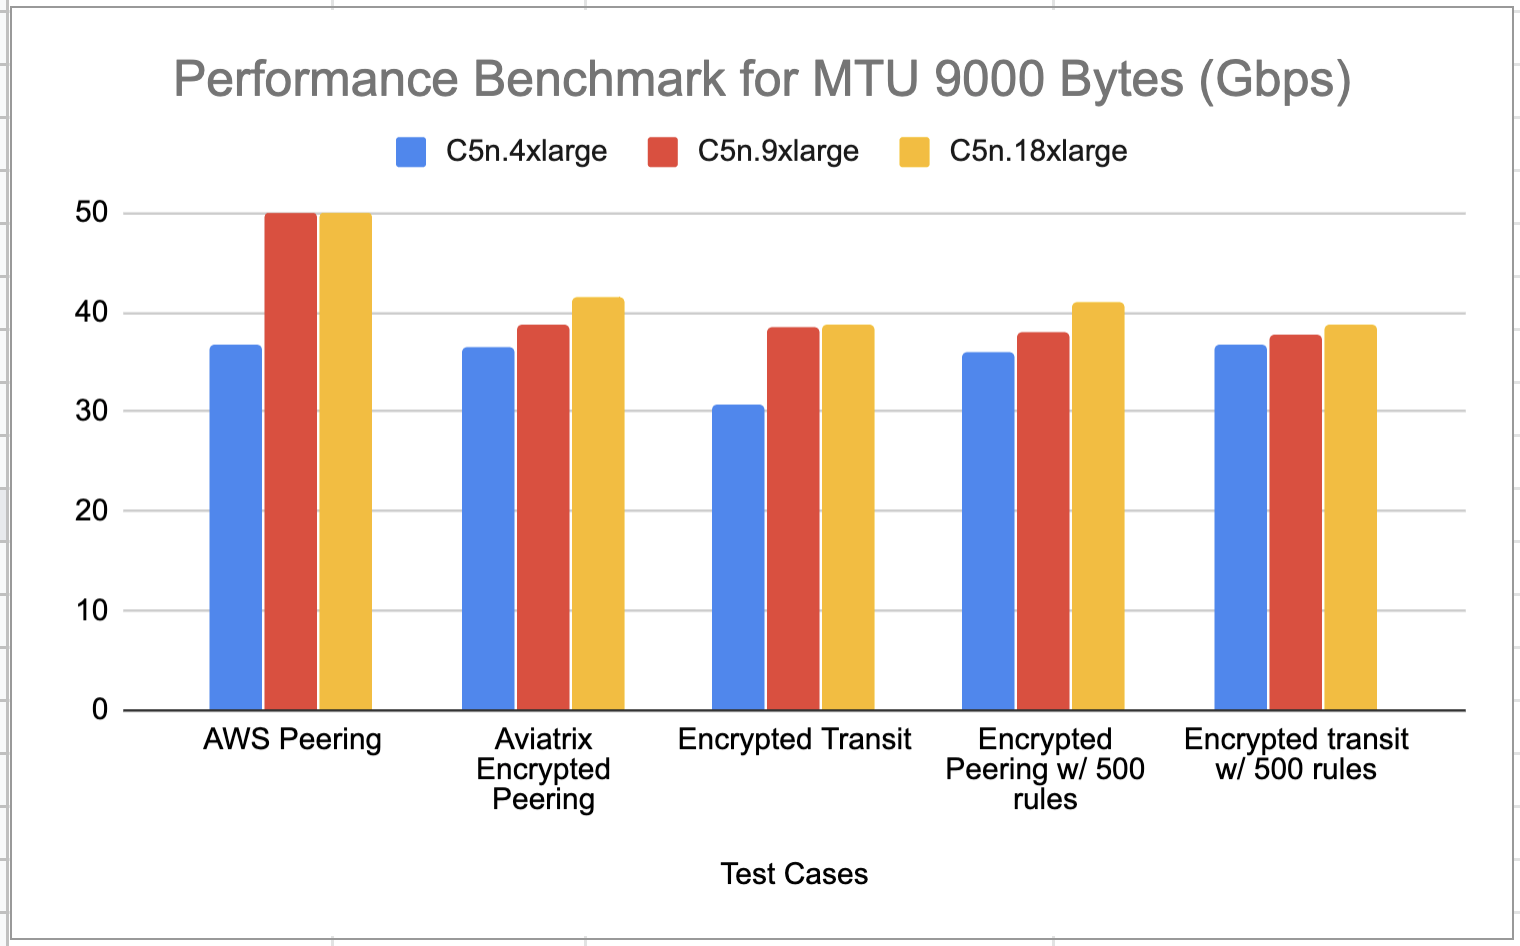 Performance Benchmark for MTU 9000 Bytes (Gbps)
C5n.4xlarge C5n.9xlarge C5n.18xlarge
50
40
30
20
10
0
AWS Peering
Aviatrix
Encrypted
Peering
Encrypted Transit
Encrypted
Peering w/ 500
rules
Encrypted transit
w/ 500 rules
Test Cases